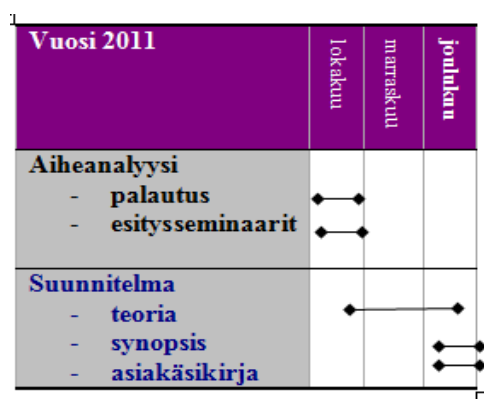 Vuosi 2011
lokakuu
marraskuu
joulukuu
Aiheanalyysi
- palautus
- esitysseminaarit
Suunnitelma
- teoria
- synopsis
- asiakäsikirja